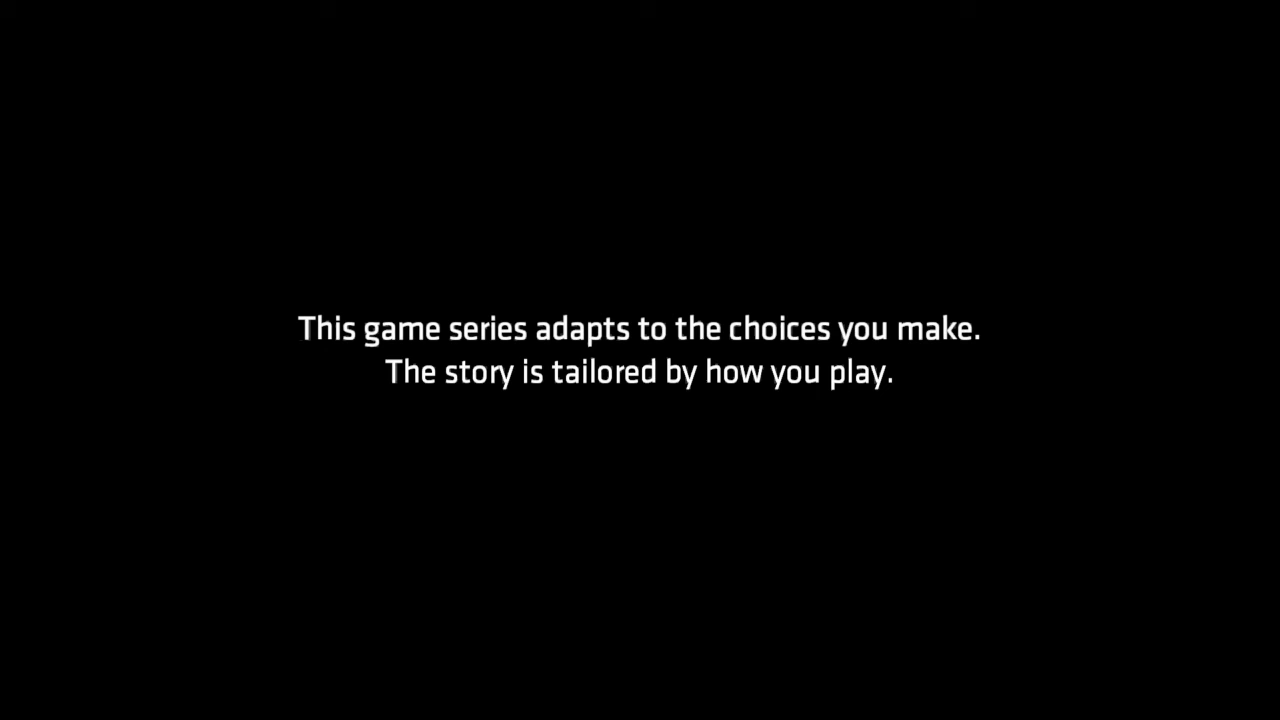 This game series adapts to the choices you make.
The story is tailored by how you play.